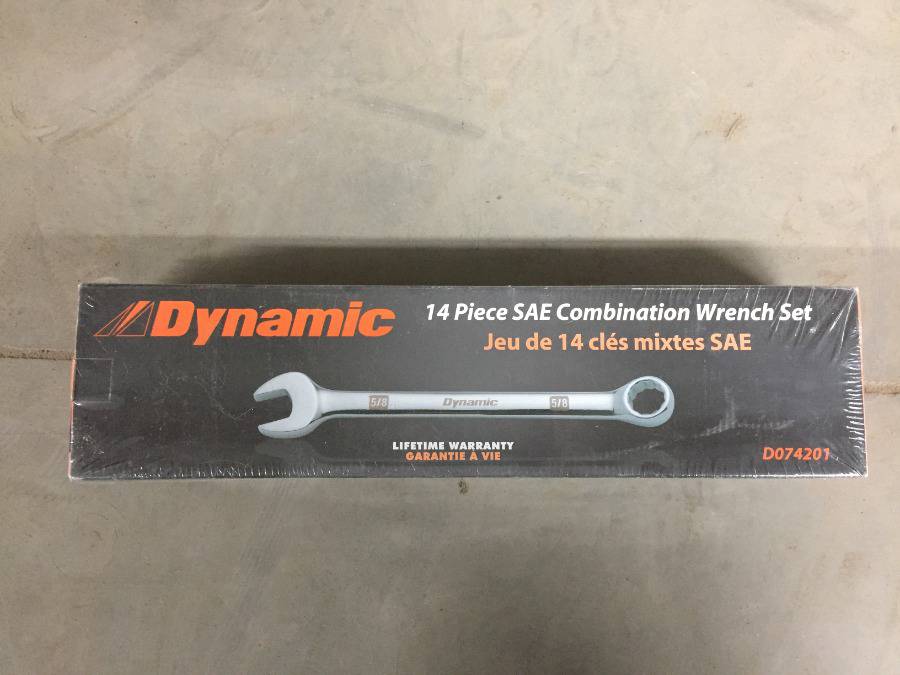 Dynamic
14 Piece SAE Combination Wrench Set
Jeu de 14 clés mixtes SAE
5/8 Dynamic 5/8
LIFETIME WARRANTY
GARANTIE À VIE
D074201